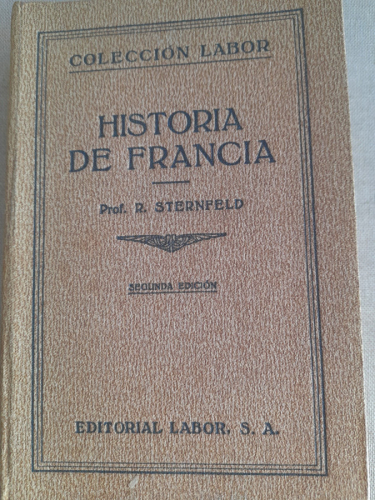 COLECCIÓN LABOR
HISTORIA
DE FRANCIA
Prof. R. STERNFELD
SEGUNDA EDICIÓN
EDITORIAL LABOR, S. A.